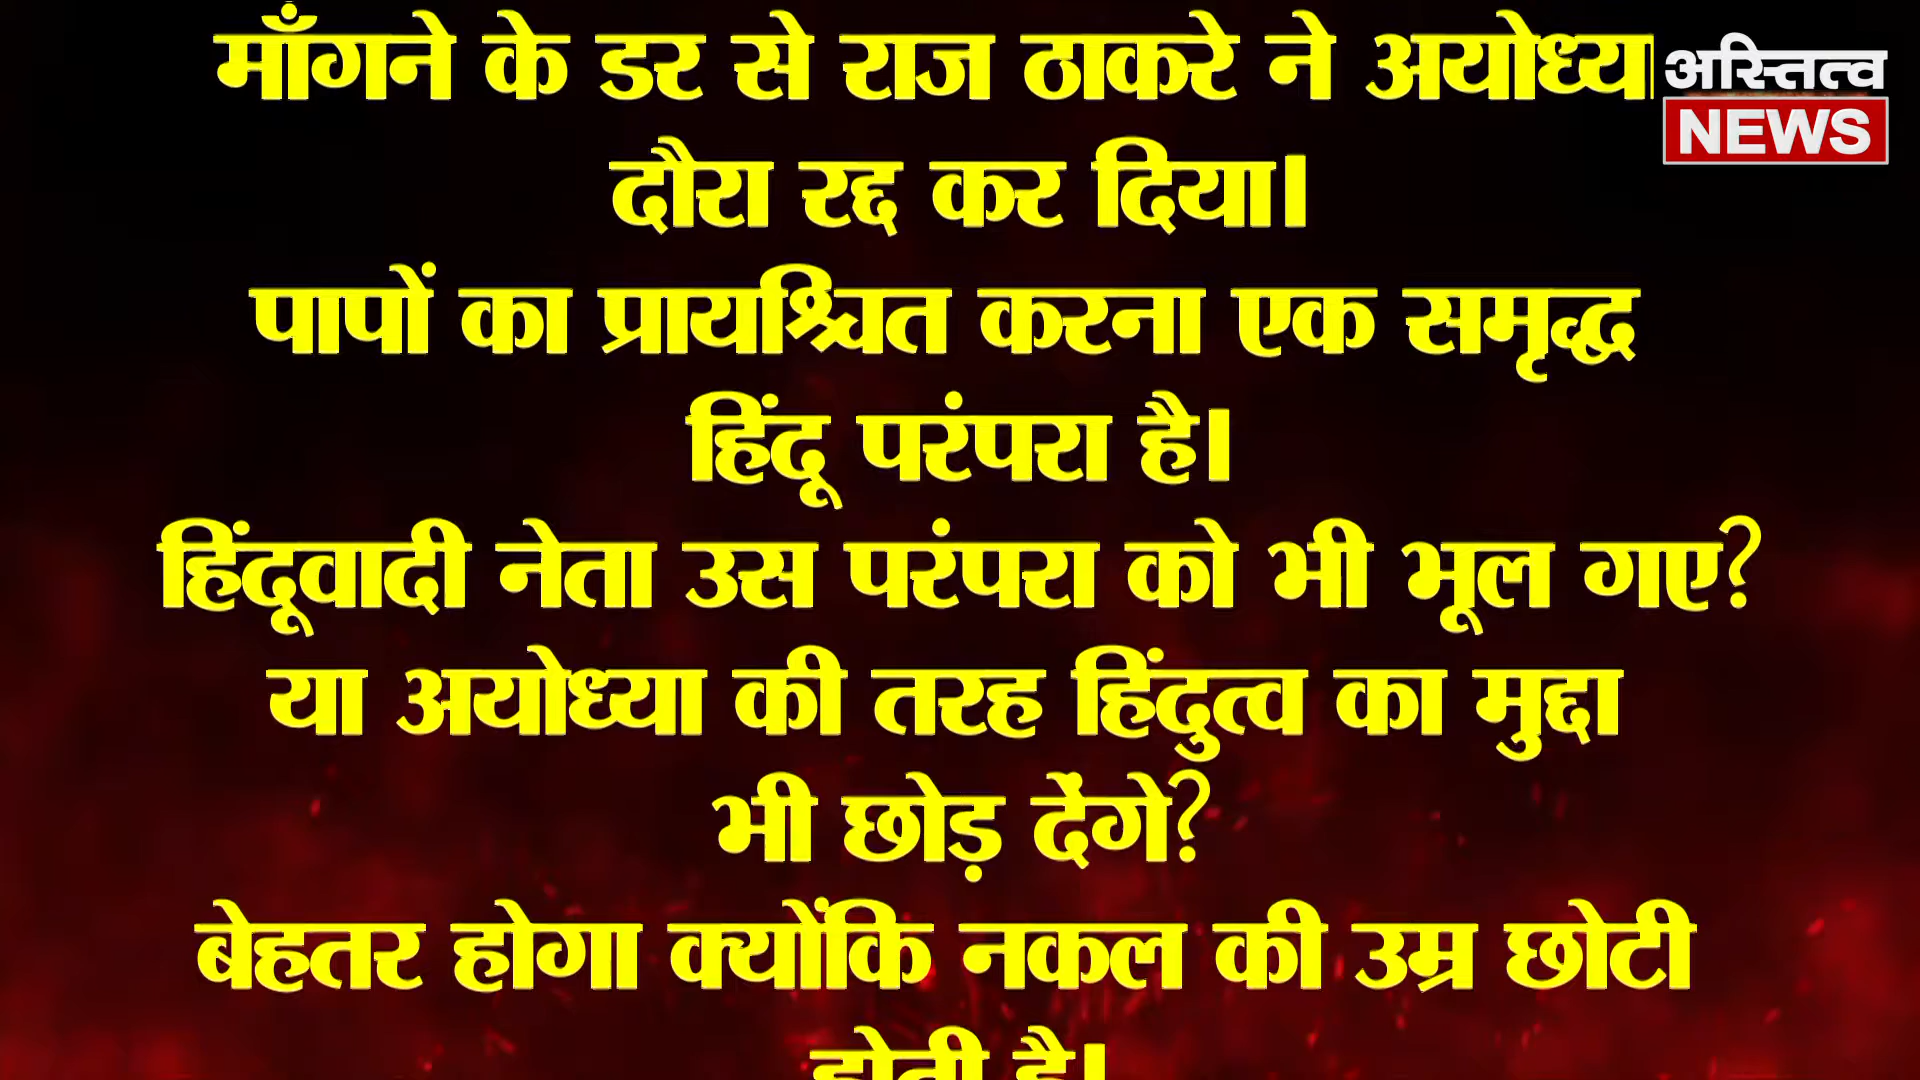 माँगने के डर से राज ठाकरे ने अयोध्या
अस्तित्व
NEWS
दौरा रद्द कर दिया।
पापों का प्रायश्चित करना एक समृद्ध
हिंदू परंपरा है।
हिंदूवादी नेता उस परंपरा को भी भूल गए?
या अयोध्या की तरह हिंदुत्व का मुद्दा
भी छोड़ देंगे?
बेहतर होगा क्योंकि नकल की उम्र छोटी
होती है।